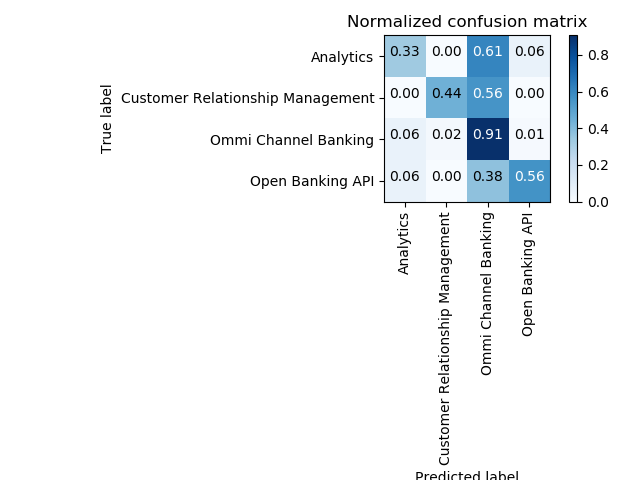 Normalized confusion matrix
True label
Analytics 0.33 0.00 0.61 0.06
Customer Relationship Management 0.00 0.44 0.56 0.00
Ommi Channel Banking 0.06 0.02 0.91 0.01
Open Banking API 0.06 0.00 0.38 0.56
Analytics
Customer Relationship Management
Ommi Channel Banking
Open Banking API
Predicted label
0.8
0.6
0.4
0.2
0.0